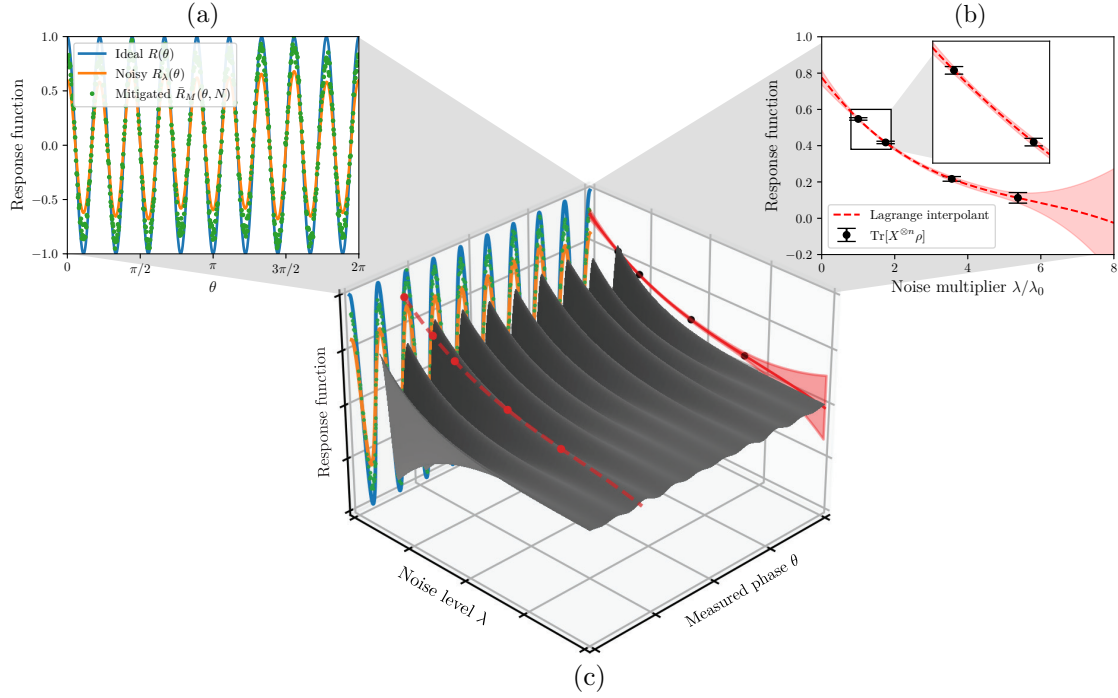 (a)
Response function
1.0
0.5
0.0
−0.5
−1.0
Ideal R(θ)
Noisy R_λ(θ)
Mitigated R̄_M(θ, N)
0
π/2
π
3π/2
2π
θ
(b)
Response function
1.0
0.8
0.6
0.4
0.2
0.0
−0.2
Lagrange interpolant
Tr[X^{⊗n}ρ]
0
2
4
6
8
Noise multiplier λ/λ₀
Response function
Noise level λ
Measured phase θ
(c)